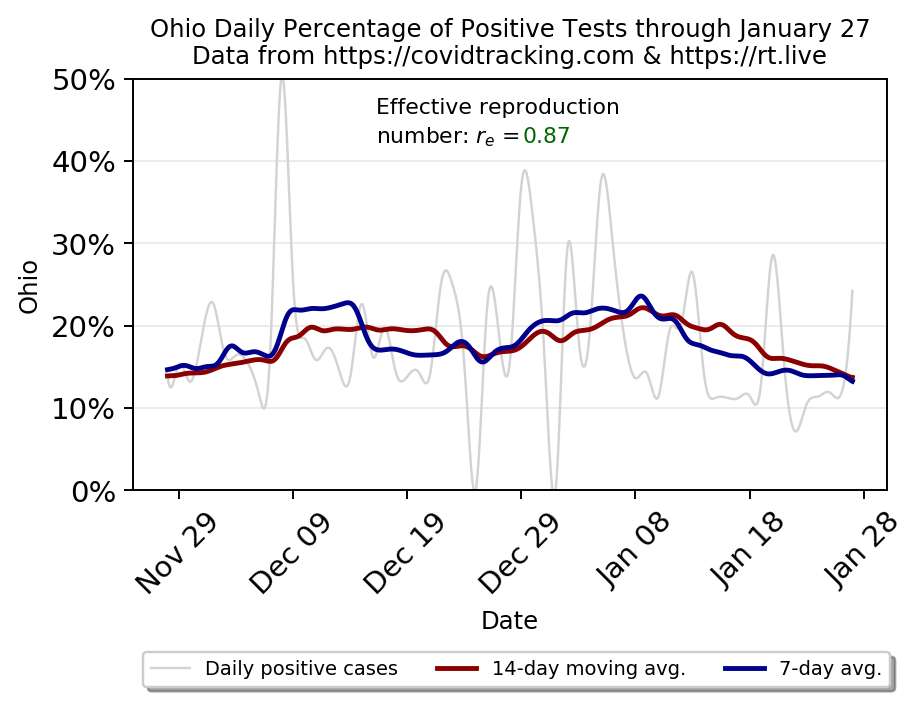 Ohio Daily Percentage of Positive Tests through January 27
Data from https://covidtracking.com & https://rt.live
50%
40%
30%
20%
10%
0%
Ohio
Effective reproduction
number: rₑ =0.87
Nov 29
Dec 09
Dec 19
Dec 29
Jan 08
Jan 18
Jan 28
Date
Daily positive cases
14-day moving avg.
7-day avg.